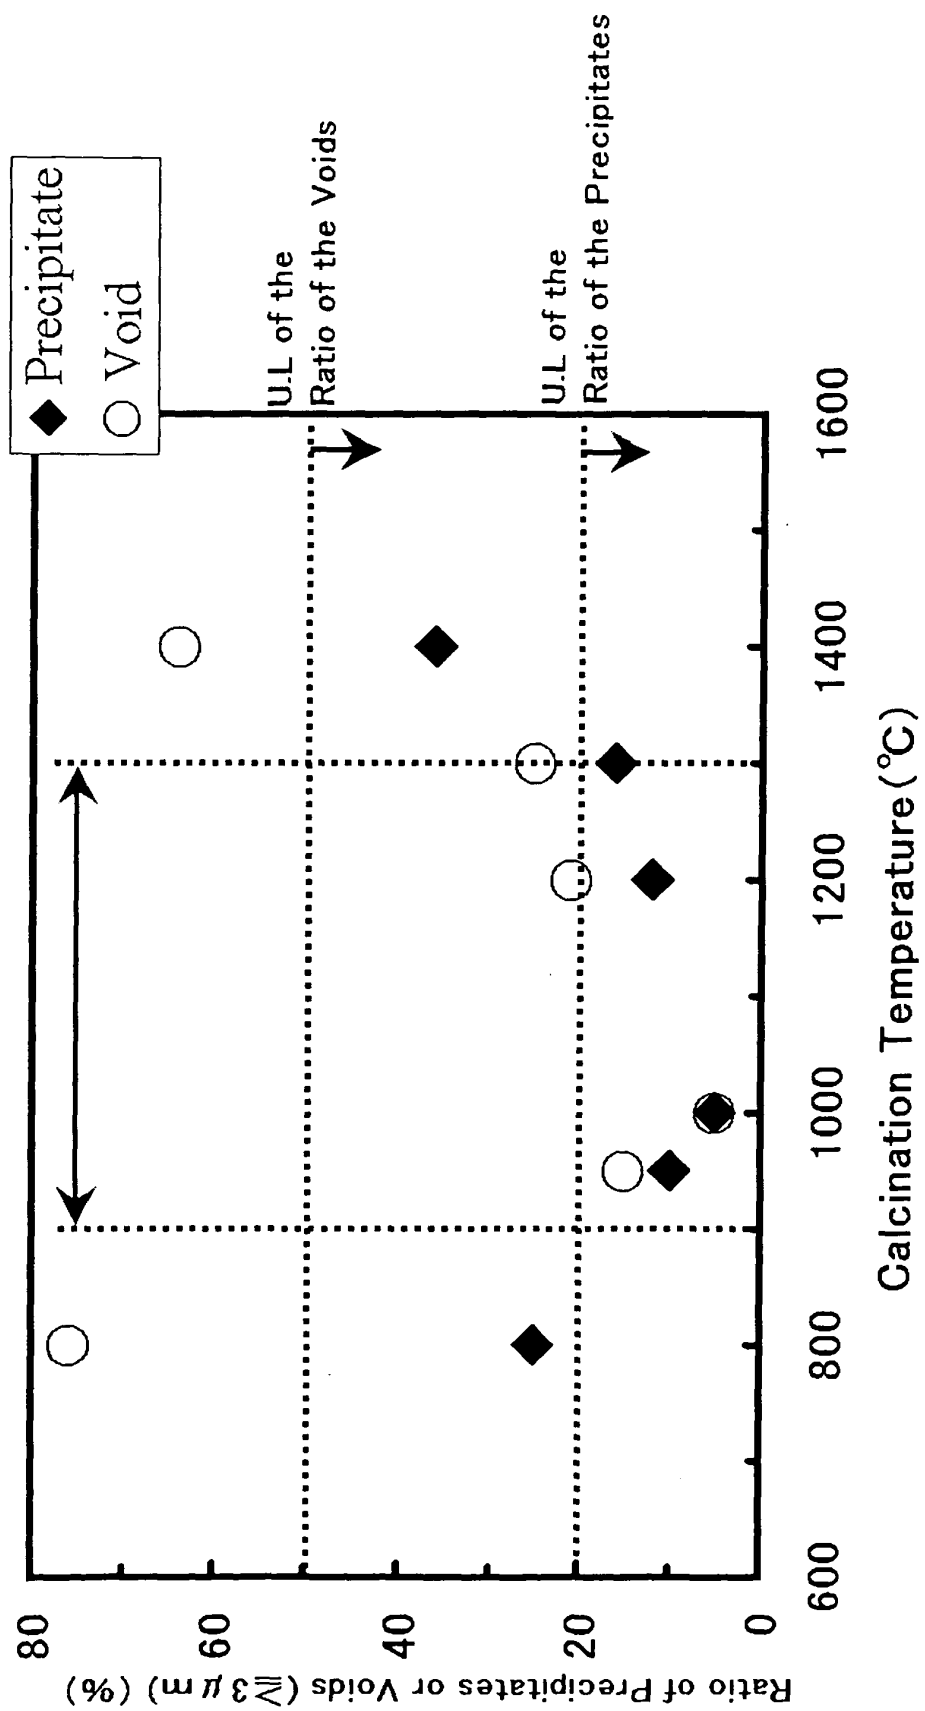 Precipitate
Void
U.L of the
Ratio of the Voids
U.L of the
Ratio of the Precipitates
80
60
40
20
0
Ratio of Precipitates or Voids (≧3μm) (%)
600
800
1000
1200
1400
1600
Calcination Temperature(℃)